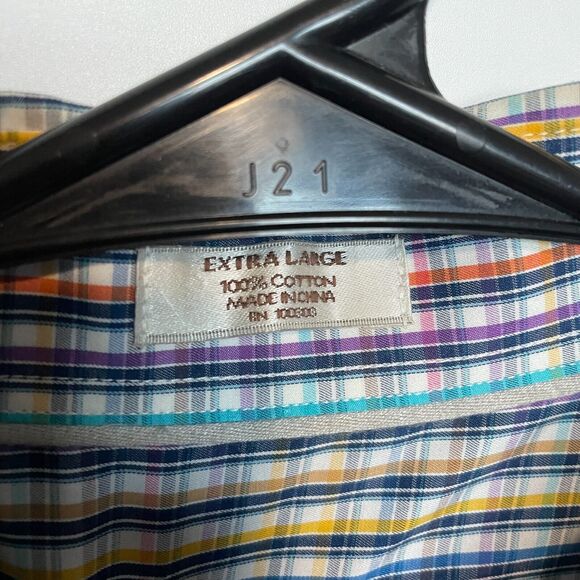 J21
EXTRA LARGE
100% COTTON
MADE IN CHINA
RN 100303